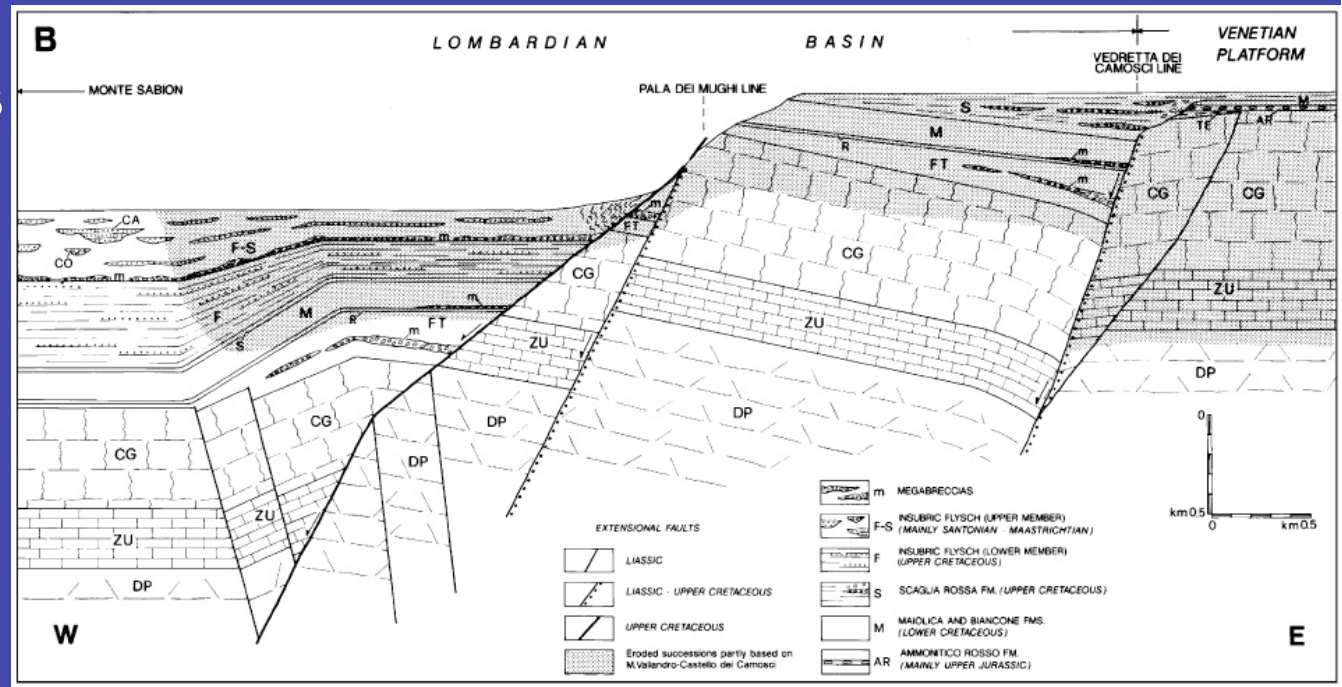 B
LOMBARDIAN BASIN
VENETIAN
PLATFORM
VEDRETTA DEI
CAMOSCI LINE
MONTE SABION
PALA DEI MUGHI LINE
S
M
TE
AR
M
R
m
FT
m
CG
CG
CA
F-S
m
m
FT
CO
m
CG
CG
F
M
m
ZU
R
m
FT
S
ZU
ZU
DP
CG
CG
DP
DP
DP
ZU
ZU
DP
W
E
0
km 0.5
0
km 0.5
EXTENSIONAL FAULTS
LIASSIC
LIASSIC - UPPER CRETACEOUS
UPPER CRETACEOUS
Eroded successions partly based on
M.Vallandro-Castello dei Camosci
m MEGABRECCIAS
F-S INSUBRIC FLYSCH (UPPER MEMBER)
(MAINLY SANTONIAN - MAASTRICHTIAN)
F INSUBRIC FLYSCH (LOWER MEMBER)
(UPPER CRETACEOUS)
S SCAGLIA ROSSA FM. (UPPER CRETACEOUS)
M MAIOLICA AND BIANCONE FMS.
(LOWER CRETACEOUS)
AR AMMONITICO ROSSO FM.
(MAINLY UPPER JURASSIC)